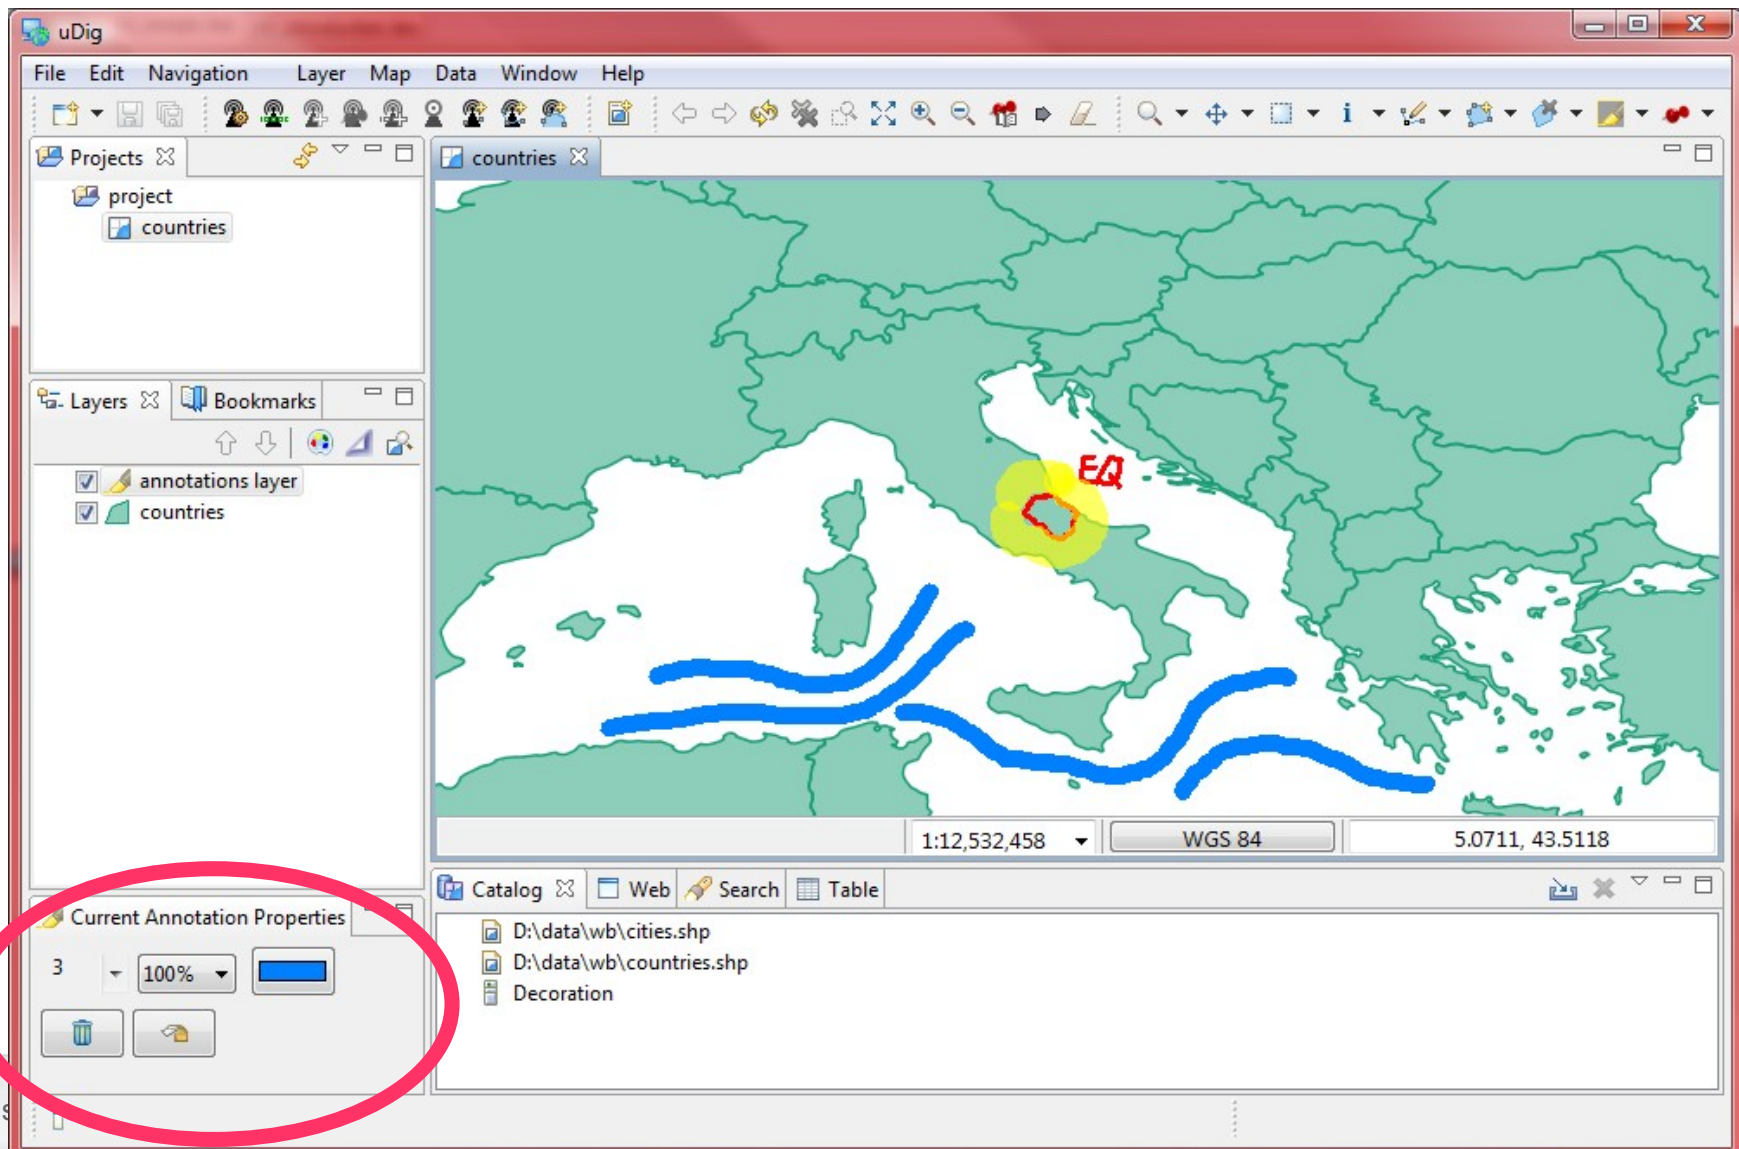 uDig
File Edit Navigation Layer Map Data Window Help
Projects
countries
project
countries
Layers
Bookmarks
annotations layer
countries
EQ
1:12,532,458
WGS 84
5.0711, 43.5118
Current Annotation Properties
3
100%
Catalog
Web
Search
Table
D:\data\wb\cities.shp
D:\data\wb\countries.shp
Decoration